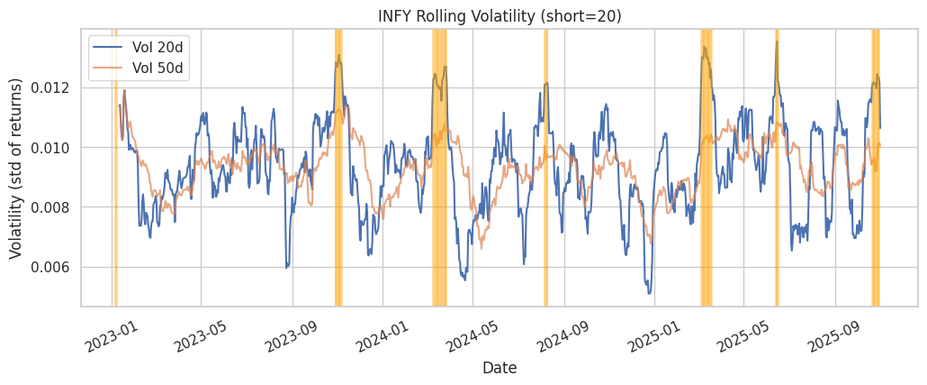 INFY Rolling Volatility (short=20)
Vol 20d
Vol 50d
Volatility (std of returns)
0.012
0.010
0.008
0.006
2023-01
2023-05
2023-09
2024-01
2024-05
2024-09
2025-01
2025-05
2025-09
Date